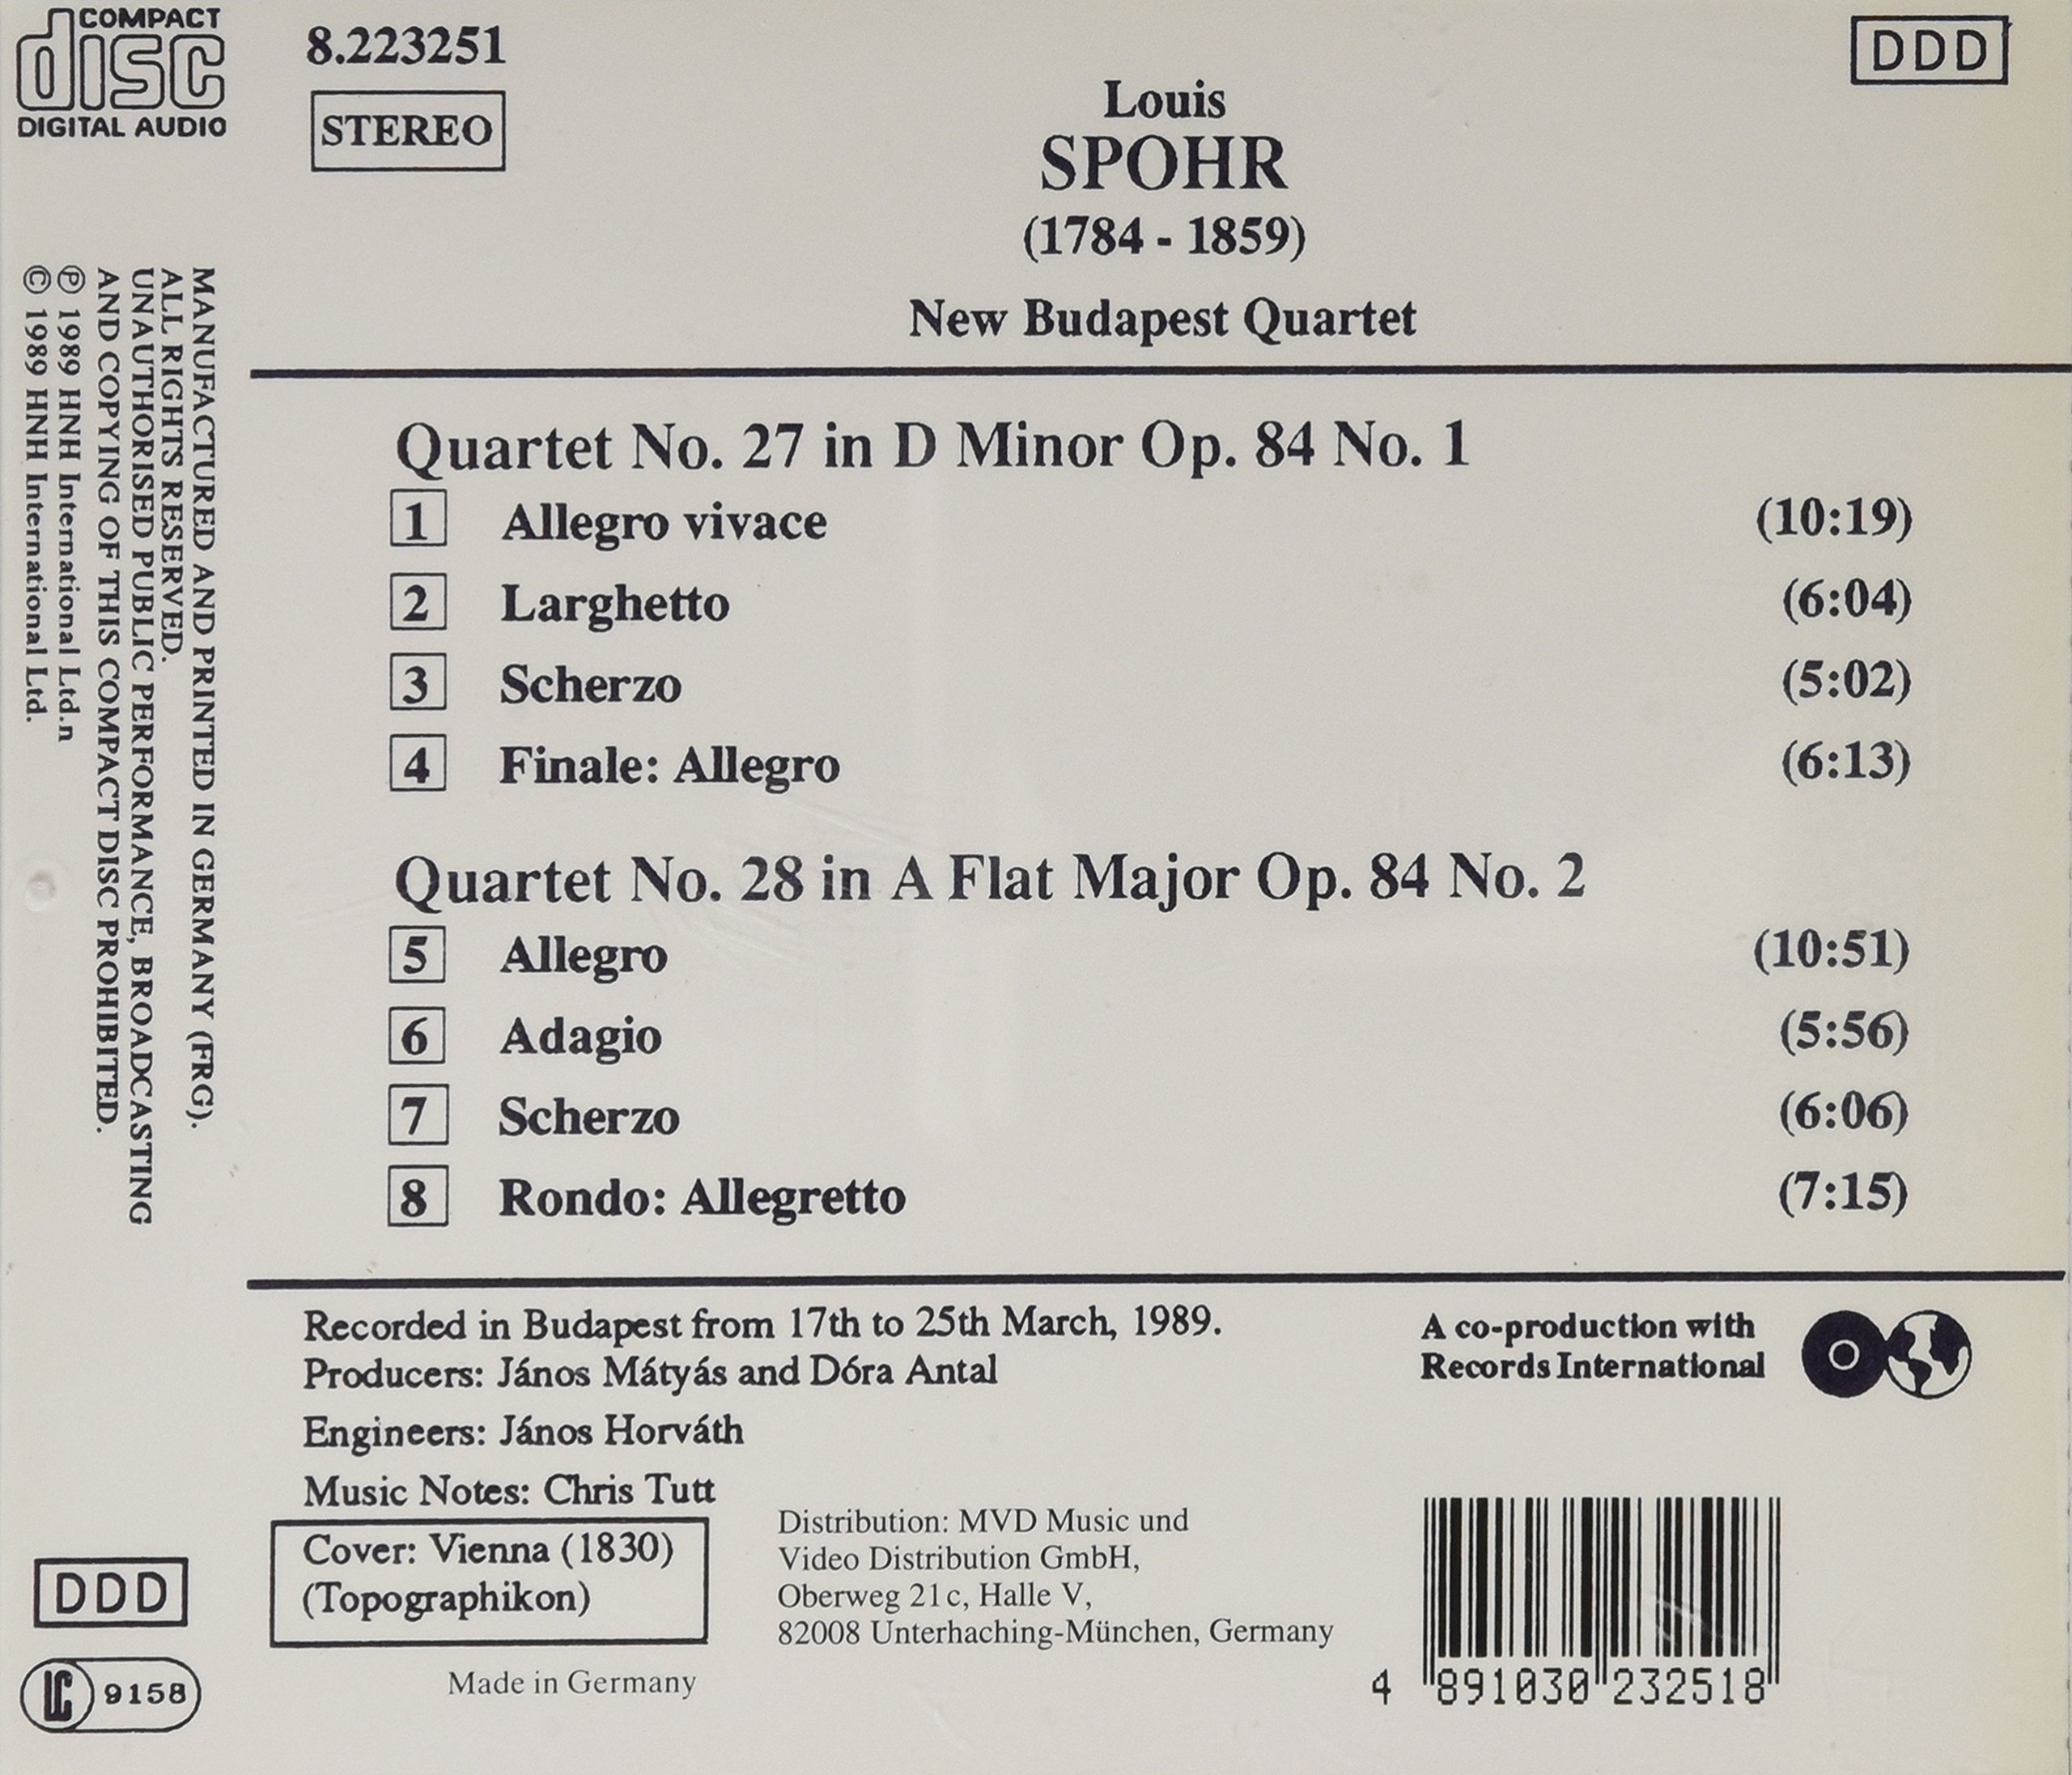 COMPACT
disc
DIGITAL AUDIO
8.223251
STEREO
DDD
Louis
SPOHR
(1784 - 1859)
New Budapest Quartet
Quartet No. 27 in D Minor Op. 84 No. 1
1 Allegro vivace (10:19)
2 Larghetto (6:04)
3 Scherzo (5:02)
4 Finale: Allegro (6:13)
Quartet No. 28 in A Flat Major Op. 84 No. 2
5 Allegro (10:51)
6 Adagio (5:56)
7 Scherzo (6:06)
8 Rondo: Allegretto (7:15)
Recorded in Budapest from 17th to 25th March, 1989.
Producers: János Mátyás and Dóra Antal
Engineers: János Horváth
Music Notes: Chris Tutt
Cover: Vienna (1830)
(Topographikon)
Made in Germany
Distribution: MVD Music und
Video Distribution GmbH,
Oberweg 21c, Halle V,
82008 Unterhaching-München, Germany
A co-production with
Records International
4 891030 232518
MANUFACTURED AND PRINTED IN GERMANY (FRG).
ALL RIGHTS RESERVED.
UNAUTHORISED PUBLIC PERFORMANCE, BROADCASTING
AND COPYING OF THIS COMPACT DISC PROHIBITED.
℗ 1989 HNH International Ltd.n
© 1989 HNH International Ltd.
DDD
LC 9158